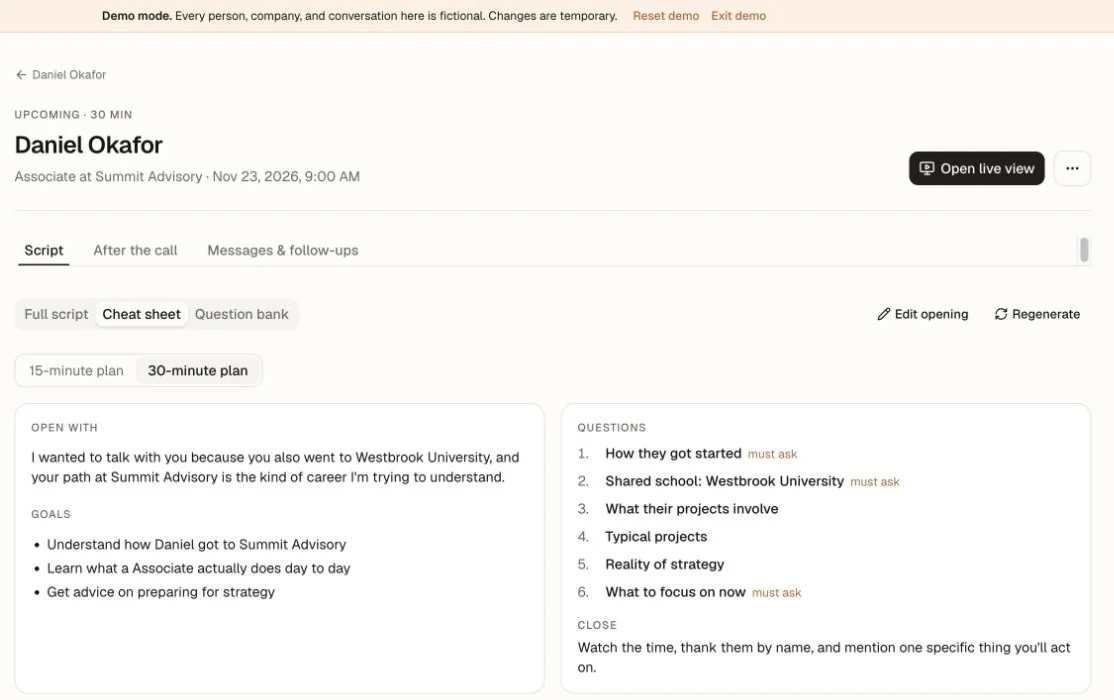 Demo mode. Every person, company, and conversation here is fictional. Changes are temporary. Reset demo Exit demo
← Daniel Okafor
UPCOMING · 30 MIN
Daniel Okafor
Associate at Summit Advisory · Nov 23, 2026, 9:00 AM
Open live view
Script After the call Messages & follow-ups
Full script Cheat sheet Question bank
Edit opening Regenerate
15-minute plan 30-minute plan
OPEN WITH
I wanted to talk with you because you also went to Westbrook University, and
your path at Summit Advisory is the kind of career I'm trying to understand.
GOALS
• Understand how Daniel got to Summit Advisory
• Learn what a Associate actually does day to day
• Get advice on preparing for strategy
QUESTIONS
1. How they got started must ask
2. Shared school: Westbrook University must ask
3. What their projects involve
4. Typical projects
5. Reality of strategy
6. What to focus on now must ask
CLOSE
Watch the time, thank them by name, and mention one specific thing you'll act
on.